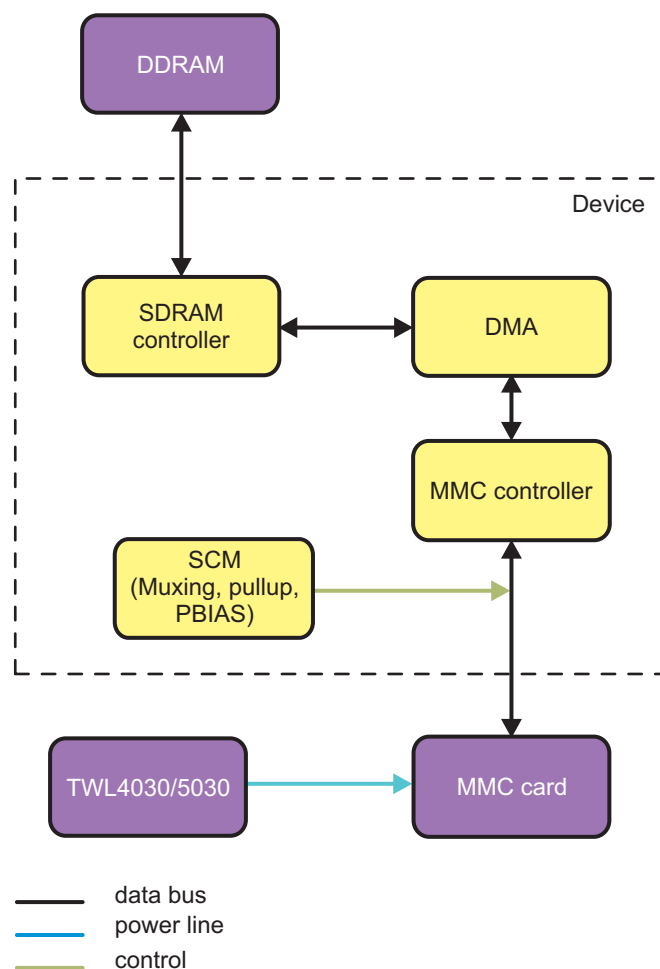 DDRAM
Device
SDRAM
controller
DMA
MMC controller
SCM
(Muxing, pullup,
PBIAS)
TWL4030/5030
MMC card
data bus
power line
control